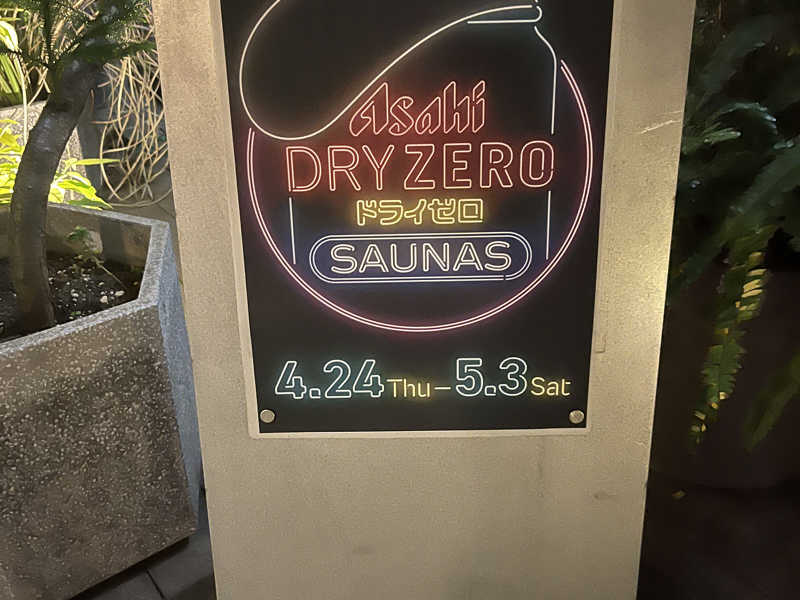 Asahi
DRY ZERO
ドライゼロ
SAUNAS
4.24 Thu – 5.3 Sat